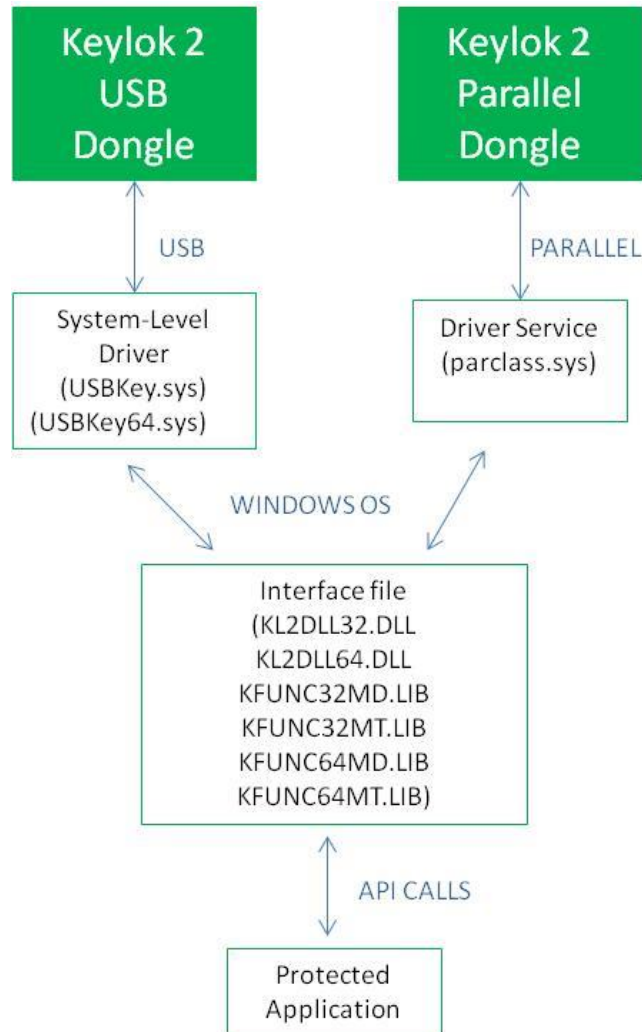 Keylok 2
USB
Dongle
Keylok 2
Parallel
Dongle
USB
PARALLEL
System-Level
Driver
(USBKey.sys)
(USBKey64.sys)
Driver Service
(parclass.sys)
WINDOWS OS
Interface file
(KL2DLL32.DLL
KL2DLL64.DLL
KFUNC32MD.LIB
KFUNC32MT.LIB
KFUNC64MD.LIB
KFUNC64MT.LIB)
API CALLS
Protected
Application